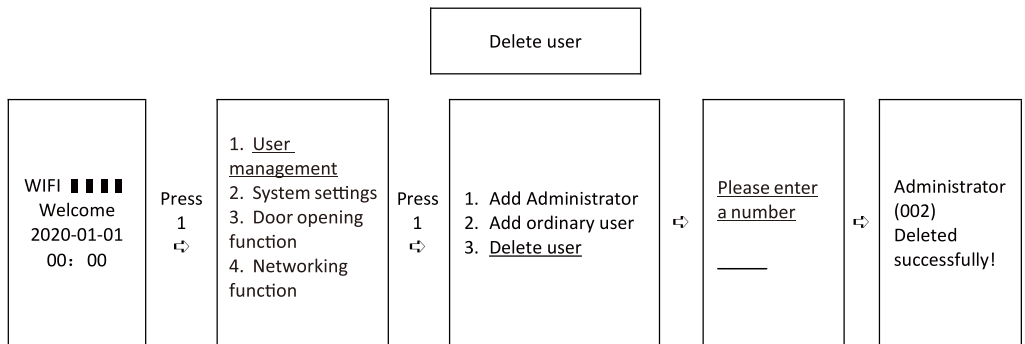 Delete user
WIFI
Welcome
2020-01-01
00：00
Press
1
1. User
management
2. System settings
3. Door opening
function
4. Networking
function
Press
1
1. Add Administrator
2. Add ordinary user
3. Delete user
Please enter
a number
Administrator
(002)
Deleted
successfully!